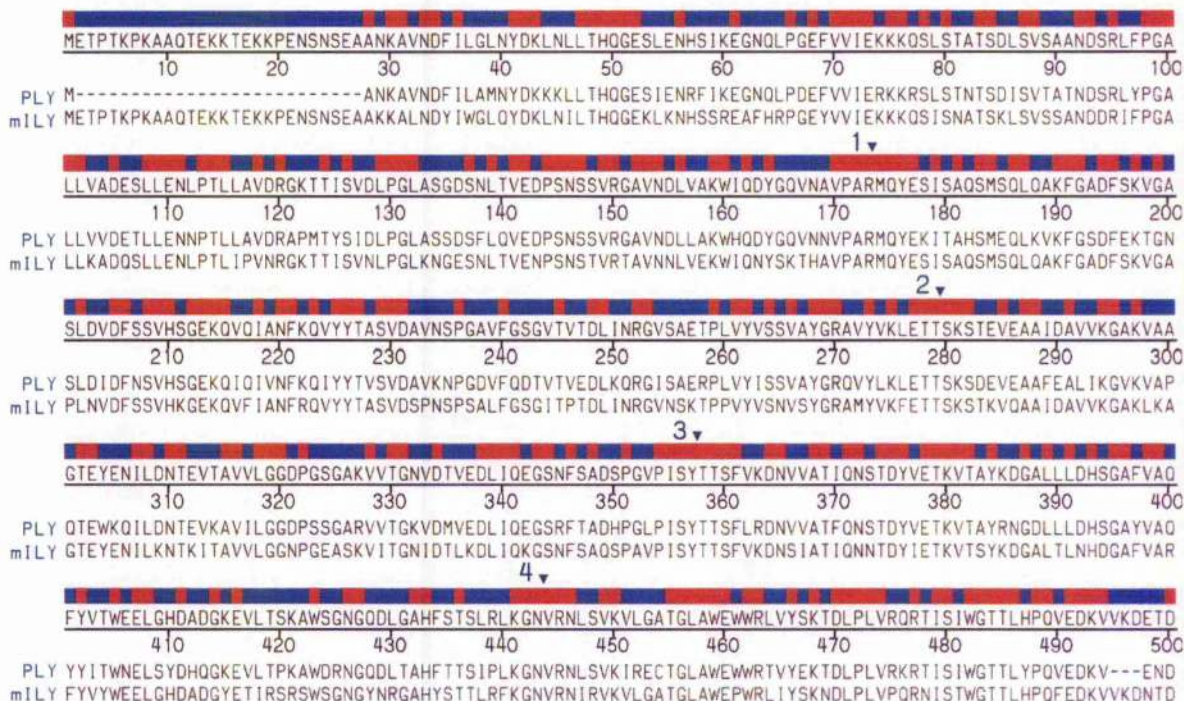 METPTKPKAAQTEKKTEKKPENSNSEAANKAVNDFILGLNYDKLNLLTHQGESLENHSIKEGNQLPGEFVVIEKKKQSLSTATSDLSVSAANDSRLFPGA
10 20 30 40 50 60 70 80 90 100
PLY M---------------------------ANKAVNDFILAMNYDKKKLLTHQGESIENRFIKEGNQLPDEFVVIERKKRSLSTNTSDISVTATNDSRLYPGA
mILY METPTKPKAAQTEKKTEKKPENSNSEAAKKALNDYIWGLQYDKLNILTHQGEKLKNHSSREAFHRPGEYVVIEKKKQSISNATSKLSVSSANDDRIFPGA
1
LLVADESLLENLPTLLAVDRGKTTISVDLPGLASGDSNLTVEDPSNSSVRGAVNDLVAKWIQDYGQVNAVPARMQYESISAQSMSQLQAKFGADFSKVGA
110 120 130 140 150 160 170 180 190 200
PLY LLVVDETLLENNPTLLAVDRAPMTYSIDLPGLASSDSFLQVEDPSNSSVRGAVNDLLAKWHQDYGQVNNVPARMQYEKITAHSMEQLKVKFGSDFEKTGN
mILY LLKADQSLLENLPTLIPVNRGKTTISVNLPGLKNGESNLTVENPSNSTVRTAVNNLVEKWIQNYSKTHAVPARMQYESISAQSMSQLQAKFGADFSKVGA
2
SLDVDFSSVHSGEKQVQIANFKQVYYTASVDAVNSPGAVFGSGVTVTDLINRGVSAETPLVYVSSVAYGRAVYVKLETTSKSTEVEAAIDAVVKGAKVAA
210 220 230 240 250 260 270 280 290 300
PLY SLDIDFNSVHSGEKQIQIVNFKQIYYTVSVDAVKNPGDVFQDTVTVEDLKQRGISAERPLVYISSVAYGRQVYLKLETTSKSDEVEAAFEALIKGVKVAP
mILY PLNVDFSSVHKGEKQVFIANFRQVYYTASVDSPNSPSALFGSGITPTDLINRGVNSKTPPVYVSNVSYGRAMYVKFETTSKSTKVQAAIDAVVKGAKLKA
3
GTEYENILDNTEVTAVVLGGDPGSGAKVVTGNVDTVEDLIQEGSNFSADSPGVPISYTTSFVKDNVVATIQNSTDYVETKVTAYKDGALLLDHSGAFVAQ
310 320 330 340 350 360 370 380 390 400
PLY QTEWKQILDNTEVKAVILGGDPSSGARVVTGKVDMVEDLIQEGSRFTADHPGLPISYTTSFLRDNVVATFQNSTDYVETKVTAYRNGDLLLDHSGAYVAQ
mILY GTEYENILKNTKITAVVLGGNPGEASKVITGNIDTLKDLIQKGSNFSAQSPAVPISYTTSFVKDNSIATIQNNTDYIETKVTSYKDGALTLNHDGAFVAR
4
FYVTWEELGHDADGKEVLTSKAWSGNGQDLGAHFSTSLRLKGNVRNLSVKVLGATGLAWEWWRLVYSKTDLPLVRQRTISIWGTTLHPQVEDKVVKDETD
410 420 430 440 450 460 470 480 490 500
PLY YYITWNELSYDHQGKEVLTPKAWDRNGQDLTAHFTTSIPLKGNVRNLSVKIRECTGLAWEWWRTVYEKTDLPLVRKRTISIWGTTLYPQVEDKV---END
mILY FYVYWEELGHDADGYETIRSRSWSGNGYNRGAHYSTTLRFKGNVRNIRVKVLGATGLAWEPWRLIYSKNDLPLVPQRNISTWGTTLHPQFEDKVVKDNTD